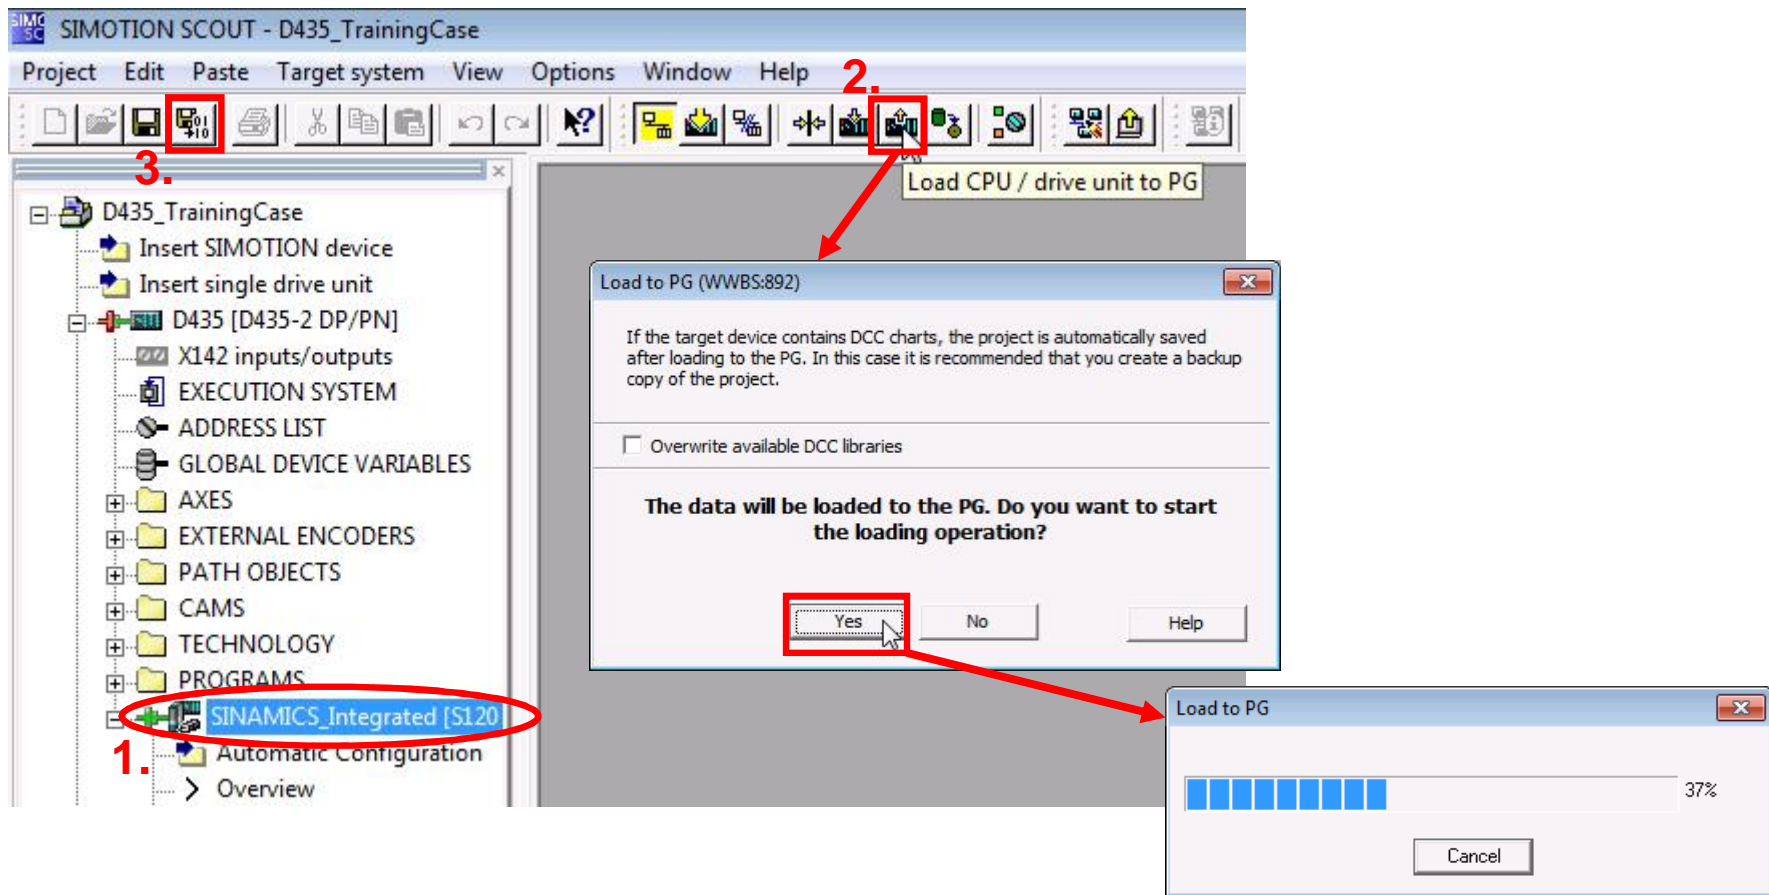 SIMOTION SCOUT - D435_TrainingCase
Project Edit Paste Target system View Options Window Help
2.
3.
Load CPU / drive unit to PG
D435_TrainingCase
Insert SIMOTION device
Insert single drive unit
D435 [D435-2 DP/PN]
X142 inputs/outputs
EXECUTION SYSTEM
ADDRESS LIST
GLOBAL DEVICE VARIABLES
AXES
EXTERNAL ENCODERS
PATH OBJECTS
CAMS
TECHNOLOGY
PROGRAMS
SINAMICS_Integrated [S120
1.
Automatic Configuration
Overview
Load to PG (WWBS:892)
If the target device contains DCC charts, the project is automatically saved
after loading to the PG. In this case it is recommended that you create a backup
copy of the project.
Overwrite available DCC libraries
The data will be loaded to the PG. Do you want to start
the loading operation?
Yes No Help
Load to PG
37%
Cancel